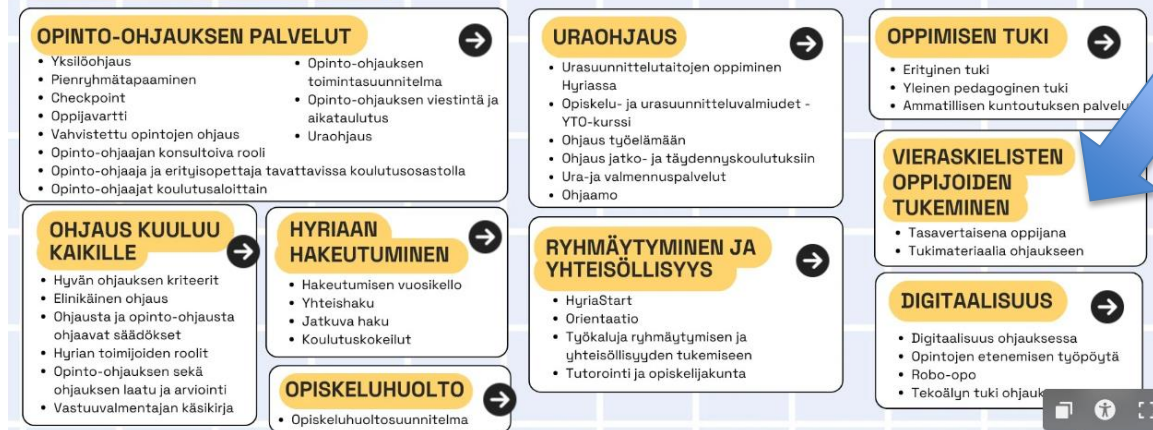 OPINTO-OHJAUKSEN PALVELUT
• Yksilöohjaus
• Pienryhmätapaaminen
• Checkpoint
• Oppijavartti
• Vahvistettu opintojen ohjaus
• Opinto-ohjaajan konsultoiva rooli
• Opinto-ohjaaja ja erityisopettaja tavattavissa koulutusosastolla
• Opinto-ohjaajat koulutusaloittain
• Opinto-ohjauksen
toimintasuunnitelma
• Opinto-ohjauksen viestintä ja
aikataulutus
• Uraohjaus
URAOHJAUS
• Urasuunnittelutaitojen oppiminen
Hyriassa
• Opiskelu- ja urasuunnitteluvalmiudet -
YTO-kurssi
• Ohjaus työelämään
• Ohjaus jatko- ja täydennyskoulutuksiin
• Ura-ja valmennuspalvelut
• Ohjaamo
OPPIMISEN TUKI
• Erityinen tuki
• Yleinen pedagoginen tuki
• Ammatillisen kuntoutuksen
VIERASKIELISTEN
OPPIJOIDEN
TUKEMINEN
• Tasavertaisena oppijana
• Tukimateriaalia ohjaukseen
OHJAUS KUULUU
KAIKILLE
• Hyvän ohjauksen kriteerit
• Elinikäinen ohjaus
• Ohjausta ja opinto-ohjausta
ohjaavat säädökset
• Hyrian toimijoiden roolit
• Opinto-ohjauksen sekä
ohjauksen laatu ja arviointi
• Vastuuvalmentajan käsikirja
HYRIAAN
HAKEUTUMINEN
• Hakeutumisen vuosikello
• Yhteishaku
• Jatkuva haku
• Koulutuskokeilut
OPISKELUHUOLTO
• Opiskeluhuoltosuunnitelma
RYHMÄYTYMINEN JA
YHTEISÖLLISYYS
• HyriaStart
• Orientaatio
• Työkaluja ryhmäytymisen ja
yhteisöllisyyden tukemiseen
• Tutorointi ja opiskelijakunta
DIGITAALISUUS
• Digitaalisuus ohjauksessa
• Opintojen etenemisen työpöytä
• Robo-opo
• Tekoälyn tuki